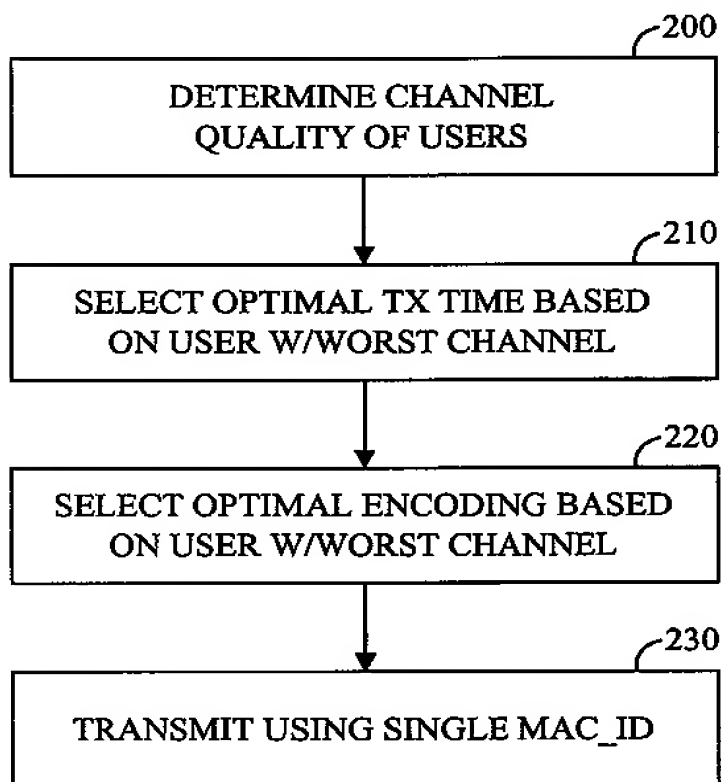 200
DETERMINE CHANNEL
QUALITY OF USERS
210
SELECT OPTIMAL TX TIME BASED
ON USER W/WORST CHANNEL
220
SELECT OPTIMAL ENCODING BASED
ON USER W/WORST CHANNEL
230
TRANSMIT USING SINGLE MAC_ID